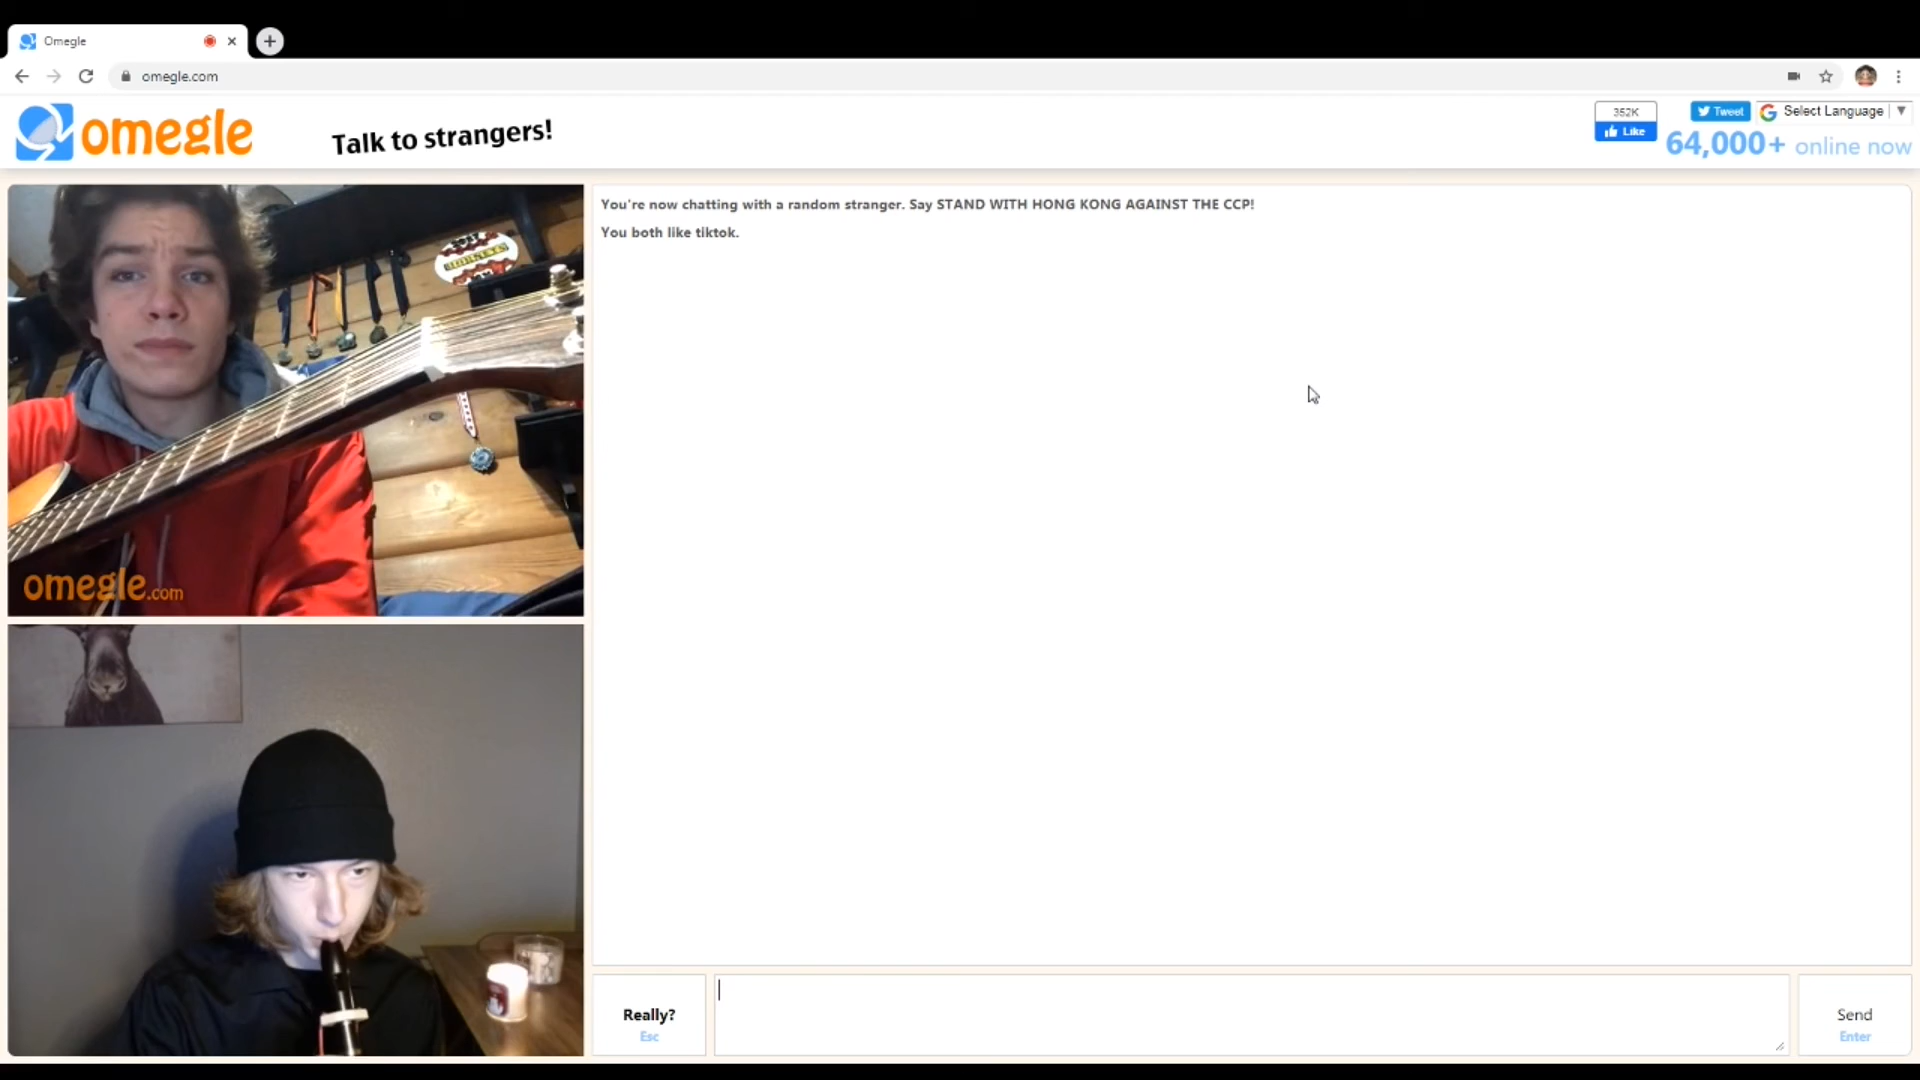 Omegle
omegle.com
omegle
Talk to strangers!
352K
Like
Tweet
Select Language
64,000+ online now
You're now chatting with a random stranger. Say STAND WITH HONG KONG AGAINST THE CCP!
You both like tiktok.
omegle.com
Really?
Esc
Send
Enter